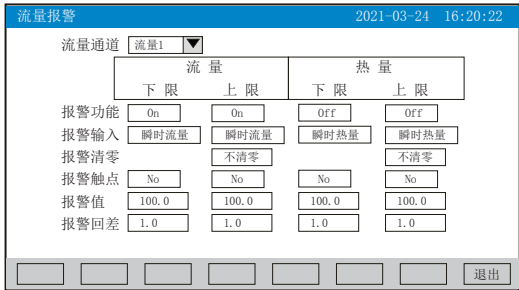 流量报警 2021-03-24 16:20:22
流量通道 流量1
流 量 热 量
下 限 上 限 下 限 上 限
报警功能 On On Off Off
报警输入 瞬时流量 瞬时流量 瞬时热量 瞬时热量
报警清零 不清零 不清零
报警触点 No No No No
报警值 100.0 100.0 100.0 100.0
报警回差 1.0 1.0 1.0 1.0
退出